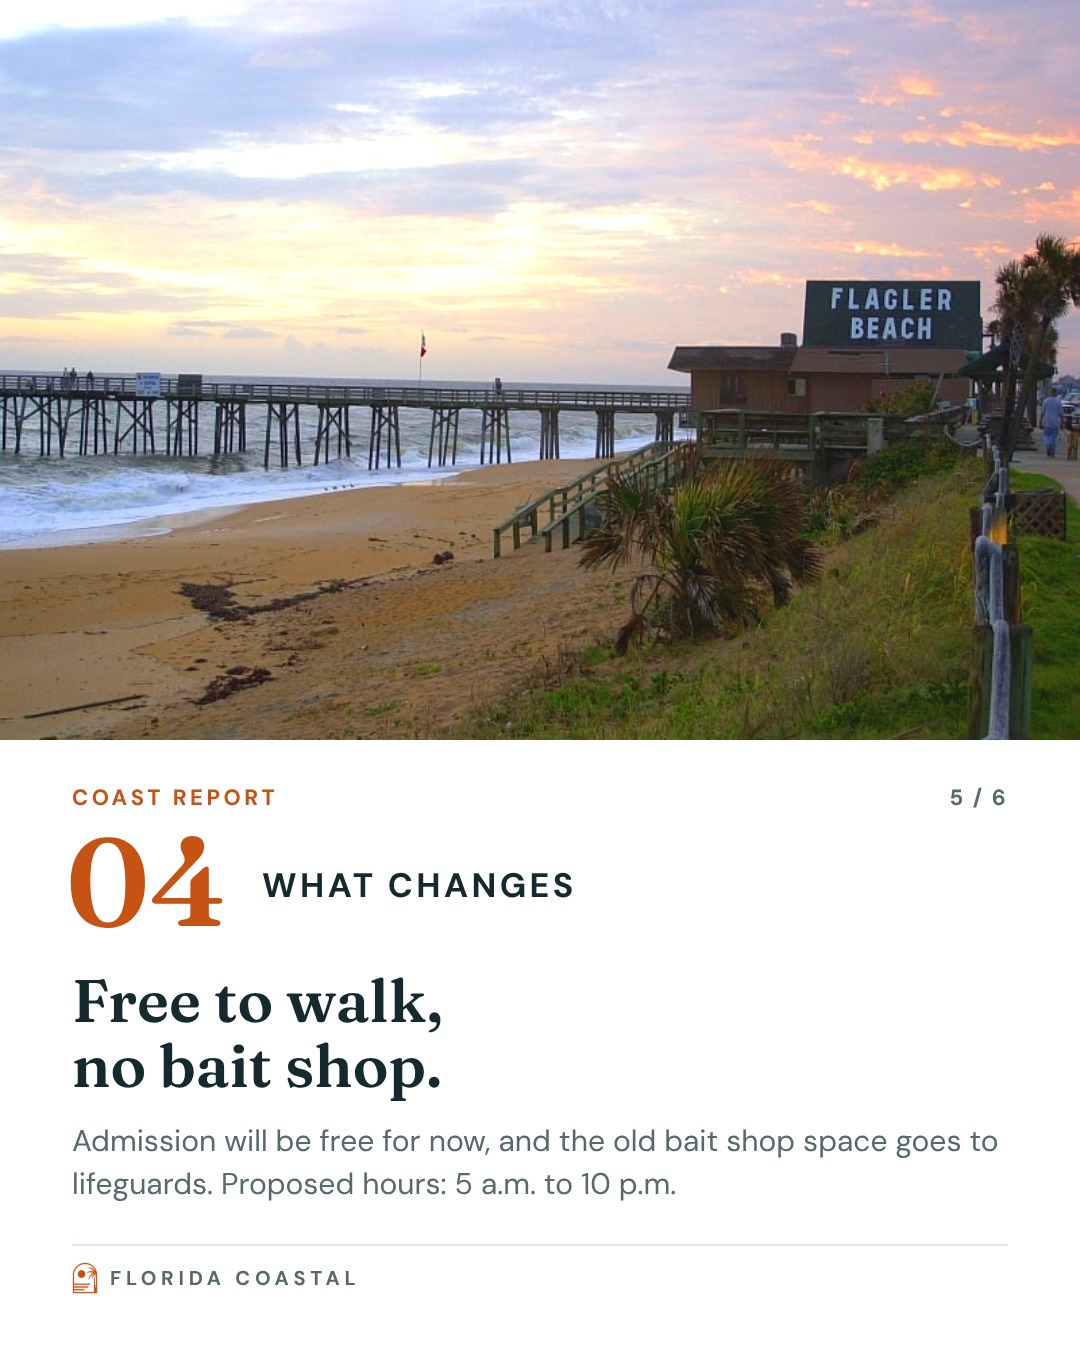 FLAGLER
BEACH
COAST REPORT
5 / 6
04
WHAT CHANGES
Free to walk,
no bait shop.
Admission will be free for now, and the old bait shop space goes to
lifeguards. Proposed hours: 5 a.m. to 10 p.m.
FLORIDA COASTAL